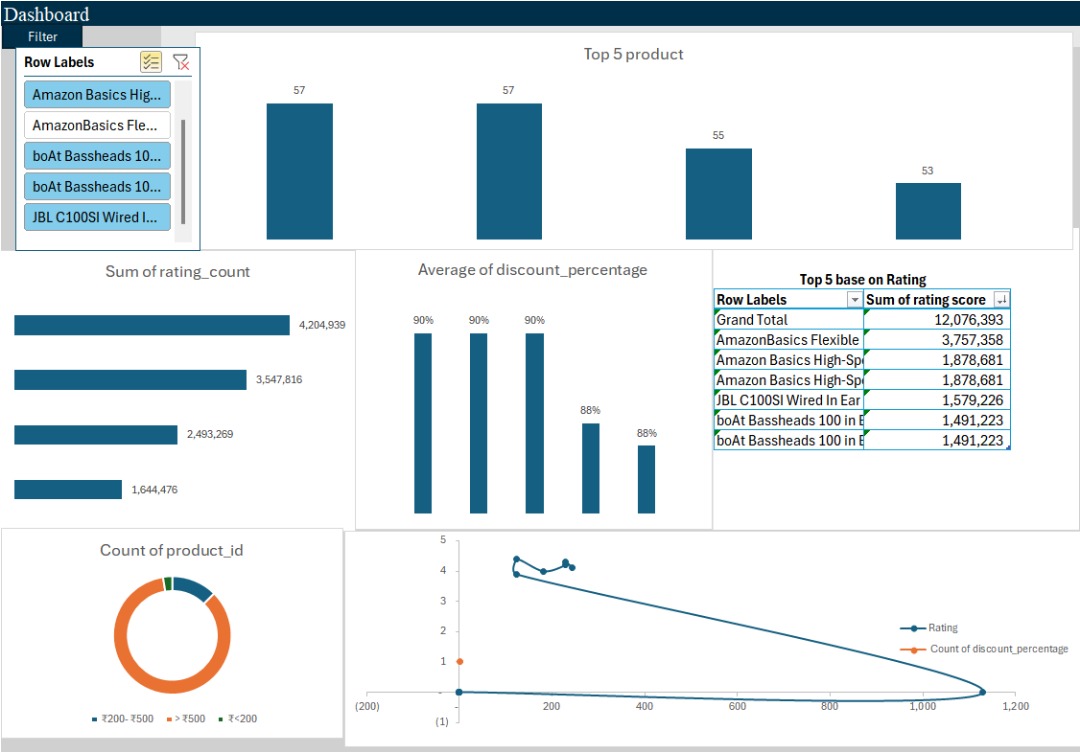 Dashboard
Filter
Row Labels
Amazon Basics Hig...
AmazonBasics Fle...
boAt Bassheads 10...
boAt Bassheads 10...
JBL C100SI Wired I...
Top 5 product
57
57
55
53
Sum of rating_count
4,204,939
3,547,816
2,493,269
1,644,476
Average of discount_percentage
90%
90%
90%
88%
88%
Top 5 base on Rating
Row Labels Sum of rating score
Grand Total 12,076,393
AmazonBasics Flexible 3,757,358
Amazon Basics High-Spe 1,878,681
Amazon Basics High-Spe 1,878,681
JBL C100SI Wired In Ear 1,579,226
boAt Bassheads 100 in E 1,491,223
boAt Bassheads 100 in E 1,491,223
Count of product_id
₹200- ₹500 > ₹500 ₹<200
5
4
3
2
1
-
(1)
(200) - 200 400 600 800 1,000 1,200
Rating
Count of discount_percentage